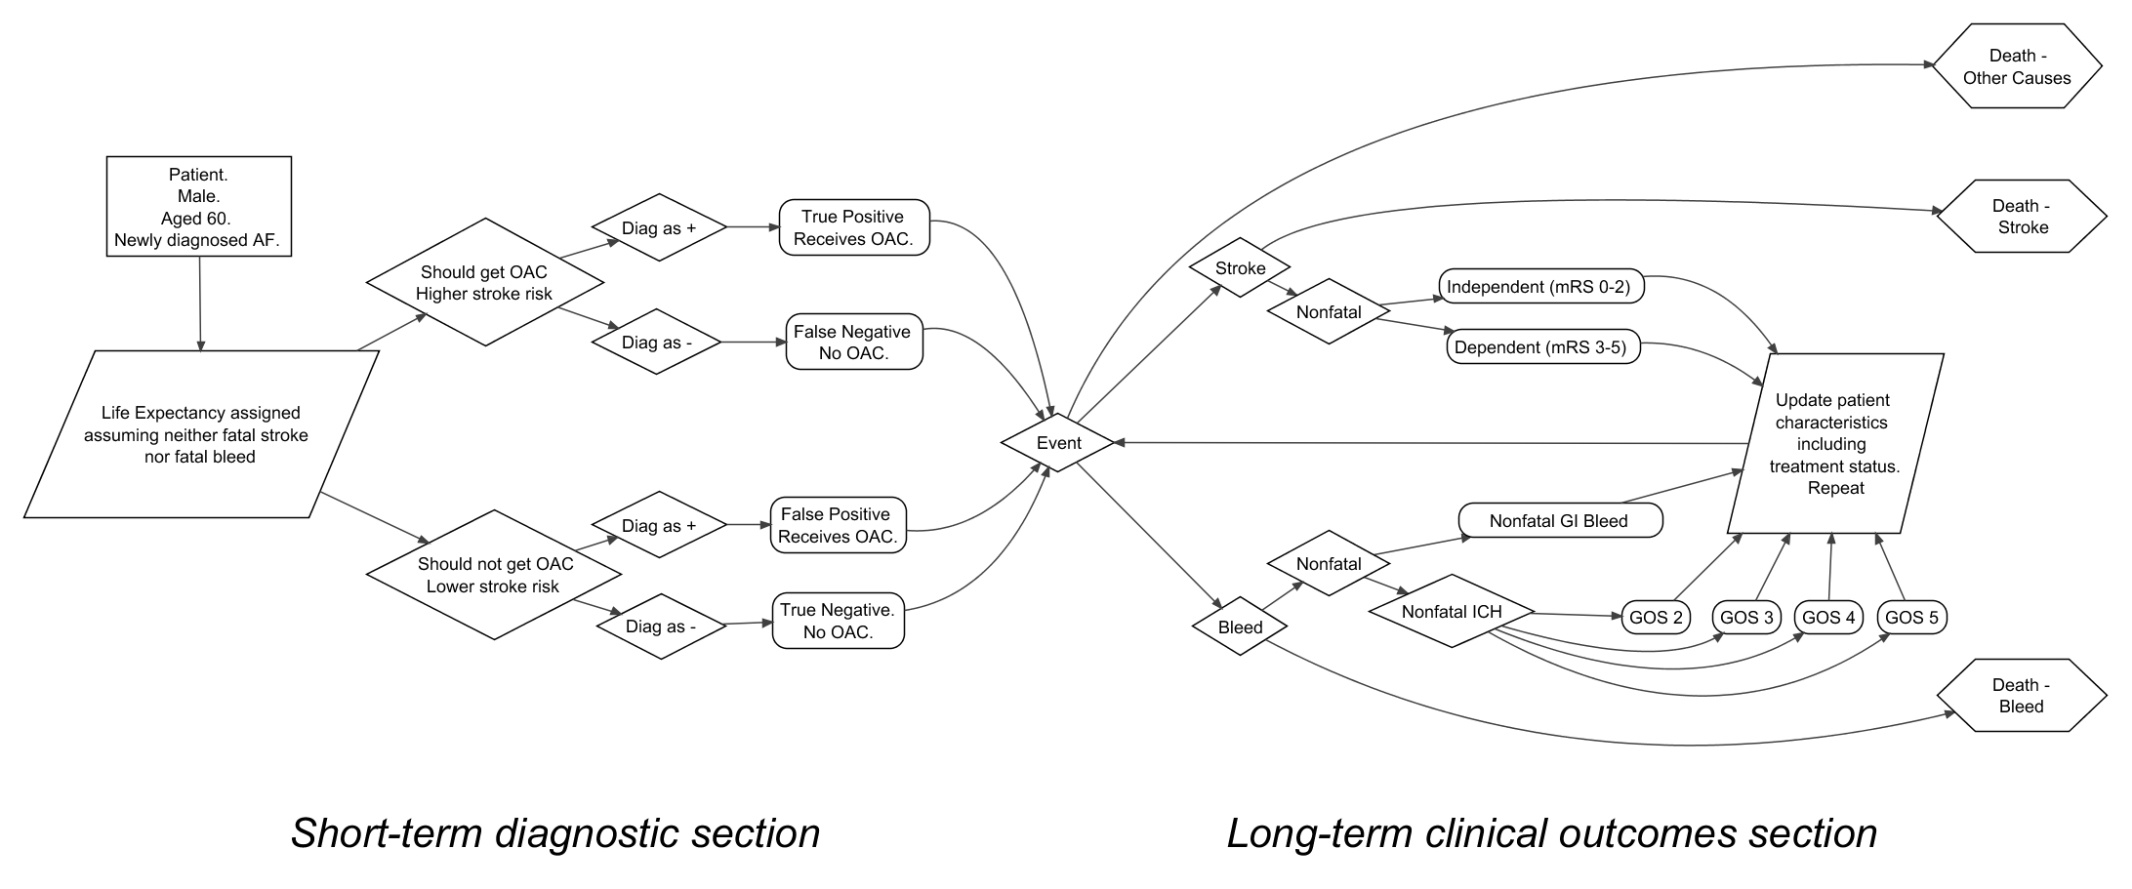 Patient.
Male.
Aged 60.
Newly diagnosed AF.
Life Expectancy assigned
assuming neither fatal stroke
nor fatal bleed
Should get OAC
Higher stroke risk
Diag as +
True Positive
Receives OAC.
Diag as -
False Negative
No OAC.
Should not get OAC
Lower stroke risk
Diag as +
False Positive
Receives OAC.
Diag as -
True Negative.
No OAC.
Event
Death -
Other Causes
Stroke
Death -
Stroke
Nonfatal
Independent (mRS 0-2)
Dependent (mRS 3-5)
Update patient
characteristics
including
treatment status.
Repeat
Bleed
Nonfatal
Nonfatal GI Bleed
Nonfatal ICH
GOS 2
GOS 3
GOS 4
GOS 5
Death -
Bleed
Short-term diagnostic section
Long-term clinical outcomes section